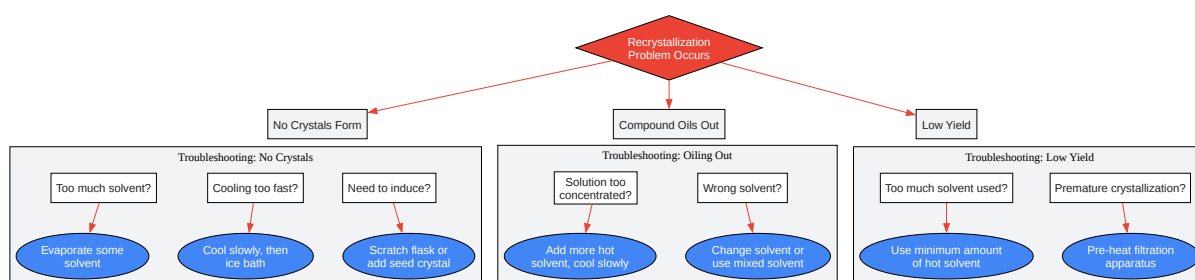 Recrystallization
Problem Occurs
No Crystals Form
Compound Oils Out
Low Yield
Troubleshooting: No Crystals
Too much solvent?
Cooling too fast?
Need to induce?
Evaporate some
solvent
Cool slowly, then
ice bath
Scratch flask or
add seed crystal
Troubleshooting: Oiling Out
Solution too
concentrated?
Wrong solvent?
Add more hot
solvent, cool slowly
Change solvent or
use mixed solvent
Troubleshooting: Low Yield
Too much solvent used?
Premature crystallization?
Use minimum amount
of hot solvent
Pre-heat filtration
apparatus